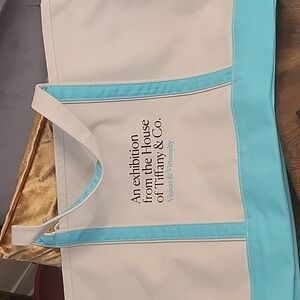 An exhibition
from the House
of Tiffany & Co.
Vision & Virtuosity